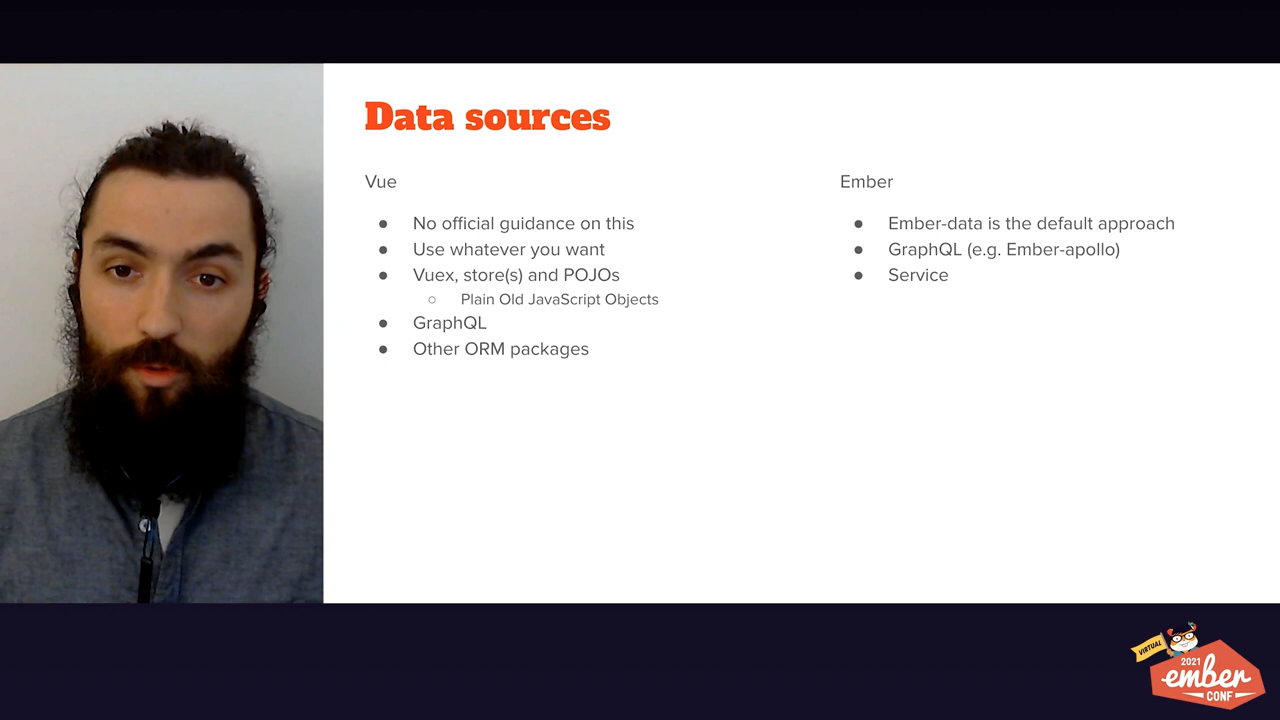 Data sources
Vue
● No official guidance on this
● Use whatever you want
● Vuex, store(s) and POJOs
○ Plain Old JavaScript Objects
● GraphQL
● Other ORM packages
Ember
● Ember-data is the default approach
● GraphQL (e.g. Ember-apollo)
● Service
VIRTUAL
2021
ember
CONF